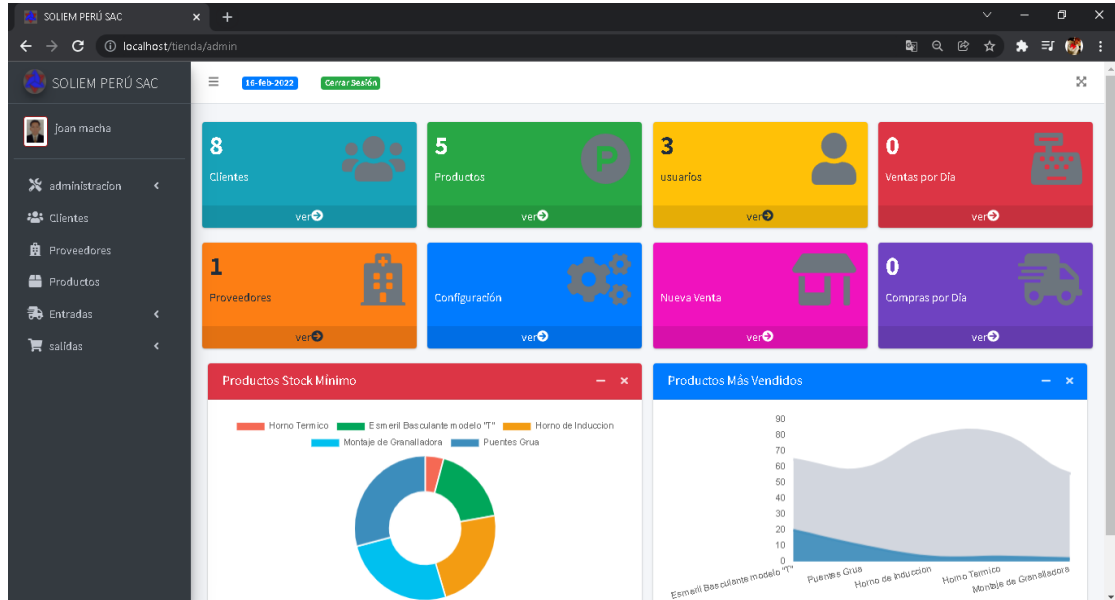 SOLIEM PERÚ SAC
localhost/tienda/admin
SOLIEM PERÚ SAC
16-feb-2022 Cerrar Sesión
joan macha
administracion
Clientes
Proveedores
Productos
Entradas
salidas
8
Clientes
ver
5
Productos
ver
3
usuarios
ver
0
Ventas por Día
ver
1
Proveedores
ver
Configuración
ver
Nueva Venta
ver
0
Compras por Día
ver
Productos Stock Mínimo
Horno Termico Esmeril Basculante modelo "T" Horno de Induccion
Montaje de Granalladora Puentes Grua
Productos Más Vendidos
90
80
70
60
50
40
30
20
10
0
Esmeril Basculante modelo "T"
Puentes Grua
Horno de Induccion
Horno Termico
Montaje de Granalladora